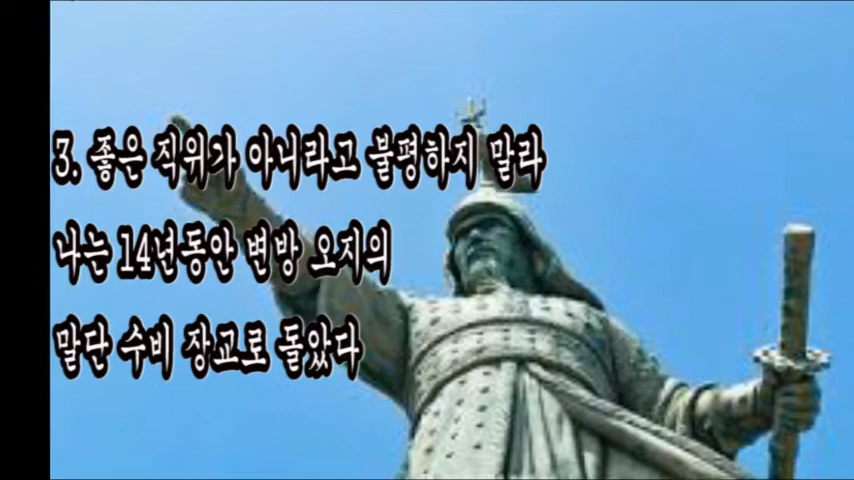 3. 좋은 직위가 아니라고 불평하지 말라
나는 14년동안 변방 오지의
말단 수비 장교로 돌았다